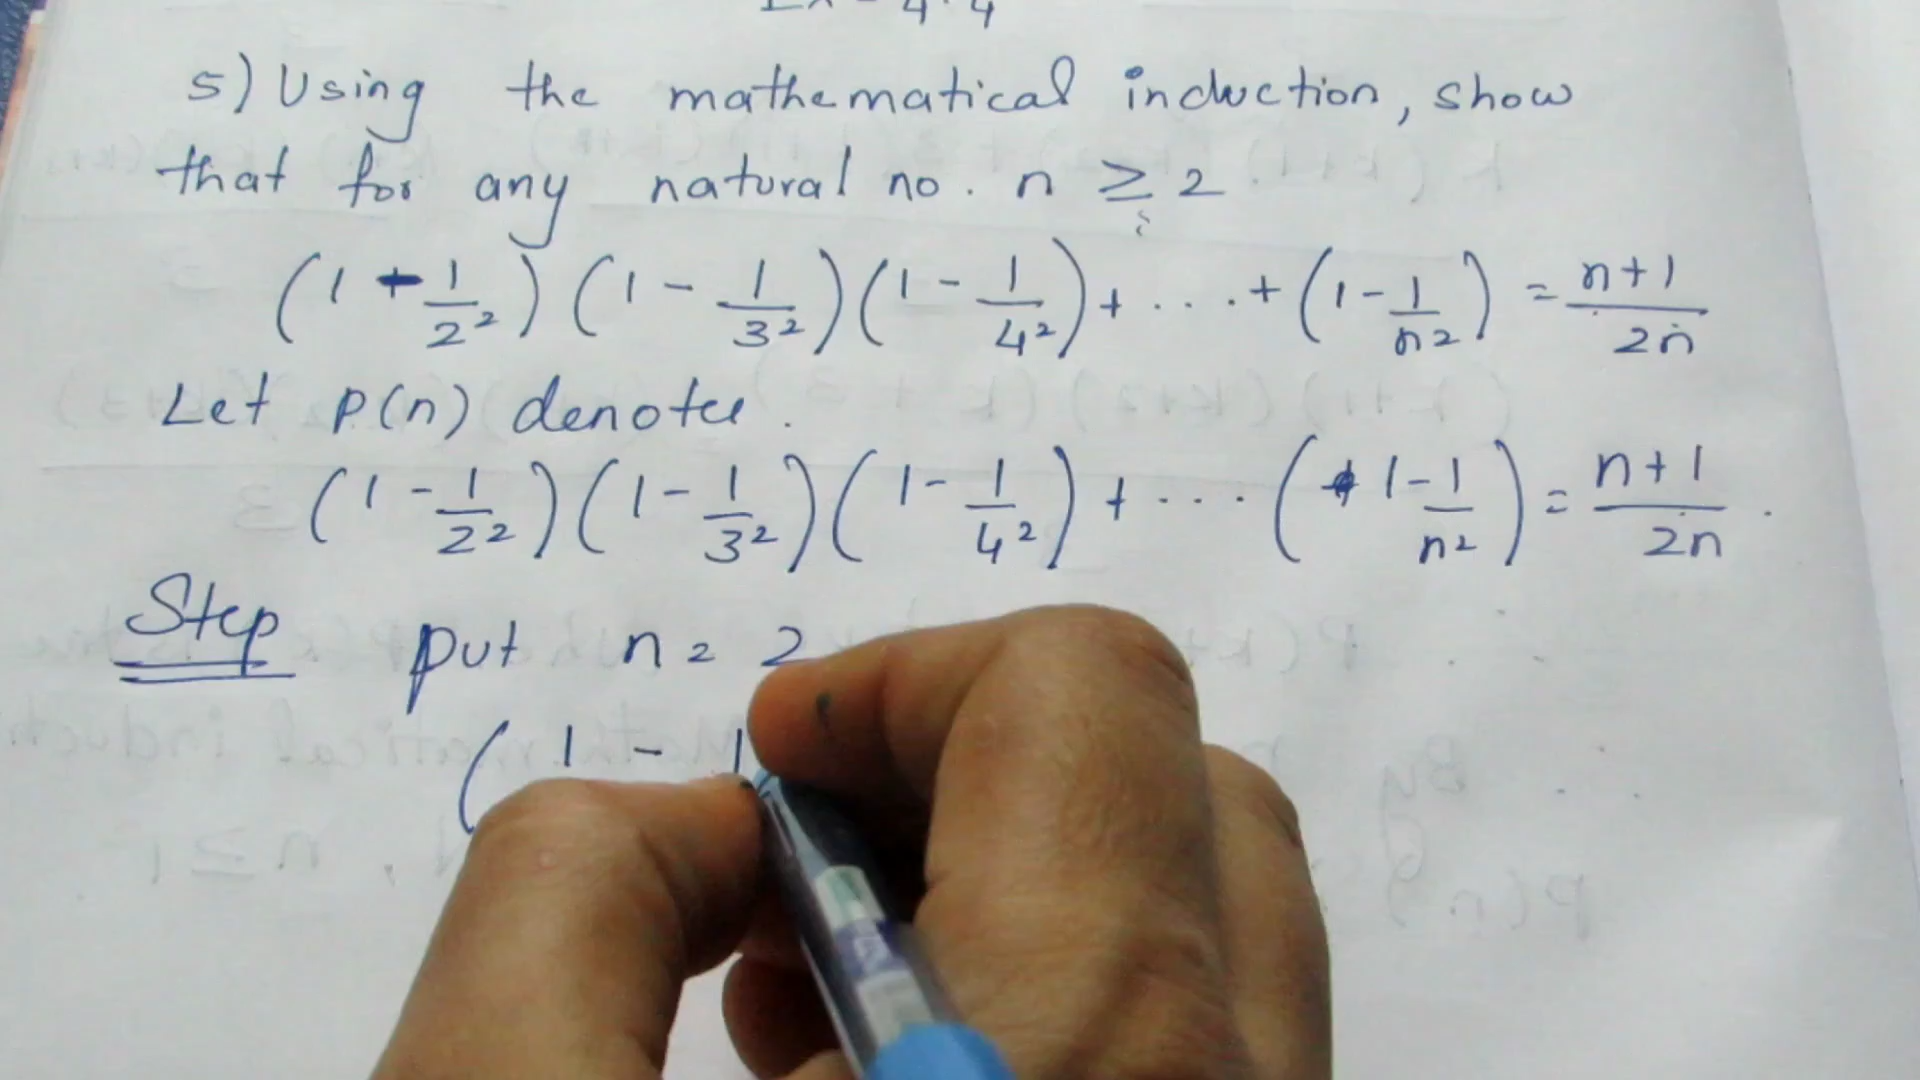 5) Using the mathematical induction, show
that for any natural no. n ≥ 2
(1 - 1/2²) (1 - 1/3²) (1 - 1/4²) + .... + (1 - 1/n²) = n+1/2n
Let P(n) denote.
(1 - 1/2²) (1 - 1/3²) (1 - 1/4²) + ... (1 - 1/n²) = n+1/2n.
Step put n = 2
( 1 - 1